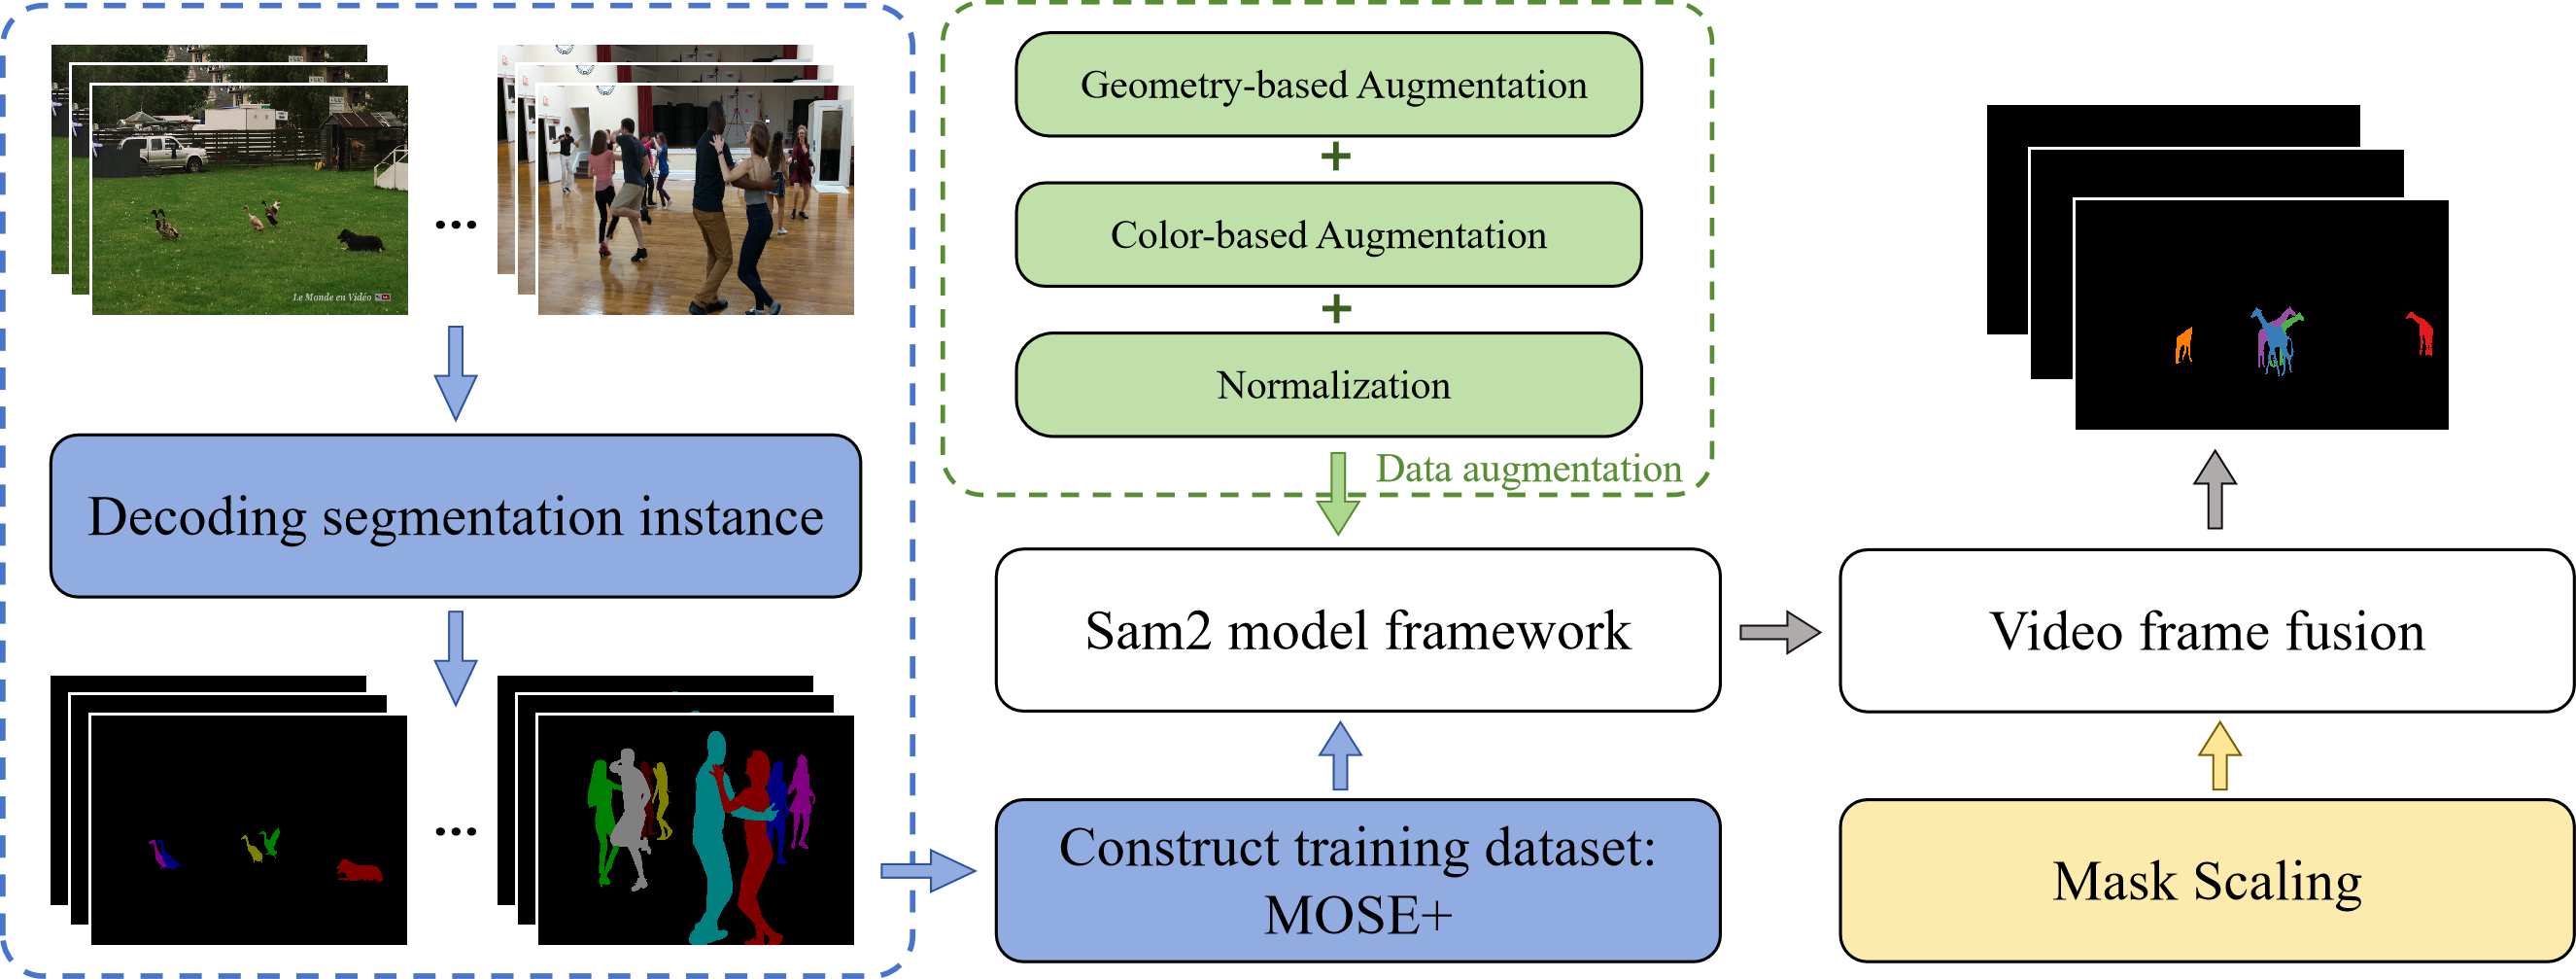 Le Monde en Vidéo
...
Decoding segmentation instance
...
Geometry-based Augmentation
+
Color-based Augmentation
+
Normalization
Data augmentation
Sam2 model framework
Construct training dataset:
MOSE+
Video frame fusion
Mask Scaling